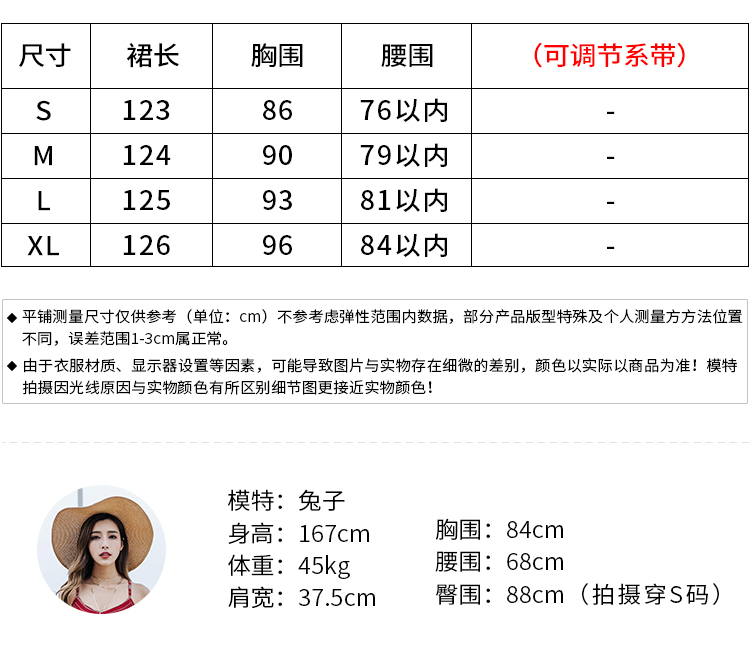 尺寸 裙长 胸围 腰围 （可调节系带）
S 123 86 76以内 -
M 124 90 79以内 -
L 125 93 81以内 -
XL 126 96 84以内 -
◆ 平铺测量尺寸仅供参考（单位：cm）不参考虑弹性范围内数据，部分产品版型特殊及个人测量方方法位置
不同，误差范围1-3cm属正常。
◆ 由于衣服材质、显示器设置等因素，可能导致图片与实物存在细微的差别，颜色以实际以商品为准！模特
拍摄因光线原因与实物颜色有所区别细节图更接近实物颜色！
模特：兔子
身高：167cm
体重：45kg
肩宽：37.5cm
胸围：84cm
腰围：68cm
臀围：88cm（拍摄穿S码）